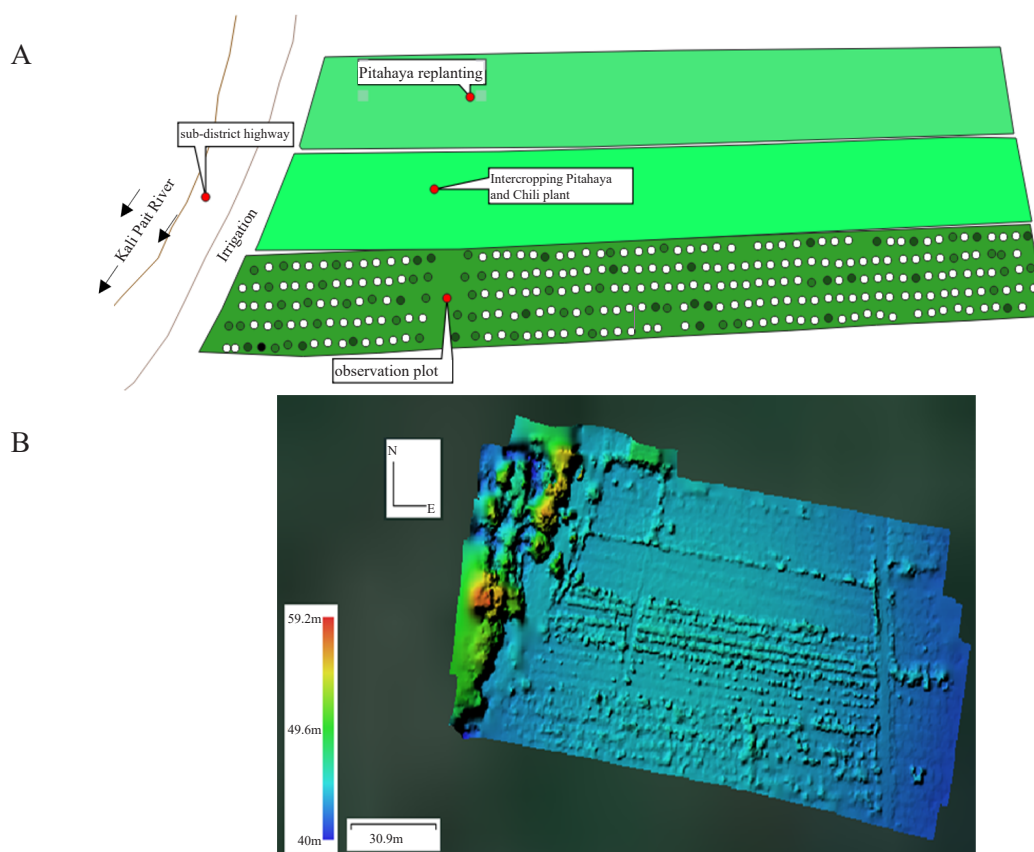 A
Pitahaya replanting
sub-district highway
Intercropping Pitahaya
and Chili plant
Kali Pait River
Irrigation
observation plot
B
N
E
59.2m
49.6m
40m
30.9m